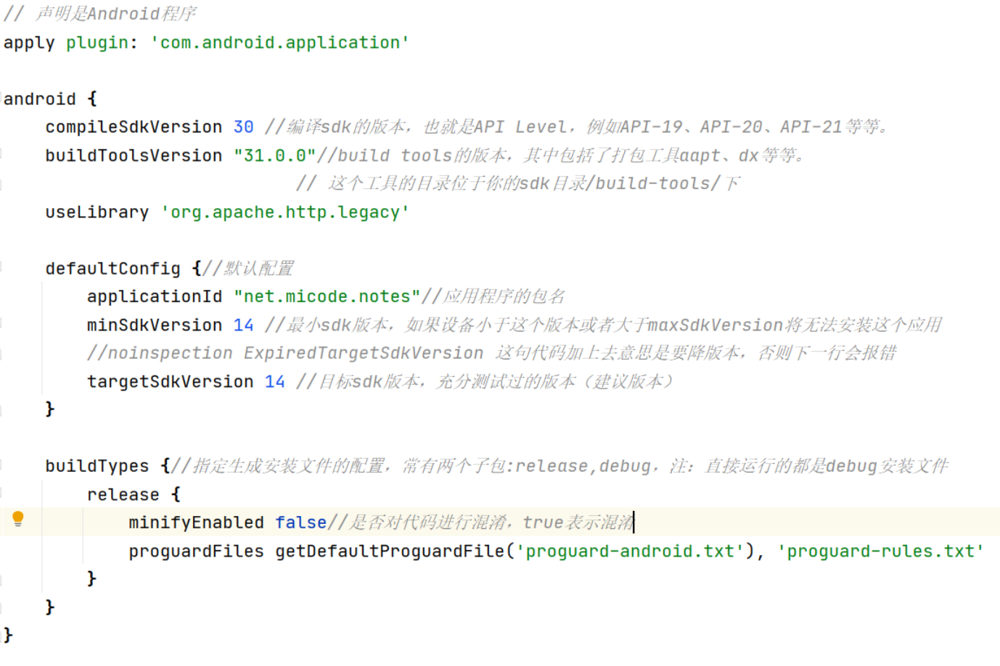 // 声明是Android程序
apply plugin: 'com.android.application'
android {
compileSdkVersion 30 //编译sdk的版本，也就是API Level，例如API-19、API-20、API-21等等。
buildToolsVersion "31.0.0"//build tools的版本，其中包括了打包工具aapt、dx等等。
// 这个工具的目录位于你的sdk目录/build-tools/下
useLibrary 'org.apache.http.legacy'
defaultConfig {//默认配置
applicationId "net.micode.notes"//应用程序的包名
minSdkVersion 14 //最小sdk版本，如果设备小于这个版本或者大于maxSdkVersion将无法安装这个应用
//noinspection ExpiredTargetSdkVersion 这句代码加上去意思是要降版本，否则下一行会报错
targetSdkVersion 14 //目标sdk版本，充分测试过的版本（建议版本）
}
buildTypes {//指定生成安装文件的配置，常有两个子包:release,debug，注：直接运行的都是debug安装文件
release {
minifyEnabled false//是否对代码进行混淆，true表示混淆
proguardFiles getDefaultProguardFile('proguard-android.txt'), 'proguard-rules.txt'
}
}
}